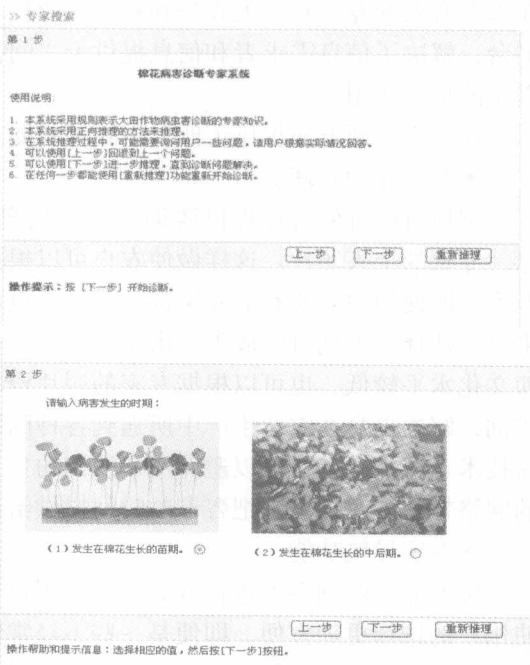 >> 专家搜索
第 1 步
棉花病害诊断专家系统
使用说明
1. 本系统采用规则表示大田作物病虫害诊断的专家知识。
2. 本系统采用正向推理的方法来推理。
3. 在系统推理过程中，可能需要询问用户一些问题，请用户根据实际情况回答。
4. 可以使用[上一步]回退到上一个问题。
5. 可以使用[下一步]进一步推理，直到诊断问题解决。
6. 在任何一步都能使用[重新推理]功能重新开始诊断。
上一步 下一步 重新推理
操作提示：按 [下一步] 开始诊断。
第 2 步
请输入病害发生的时期：
（1）发生在棉花生长的苗期。 （2）发生在棉花生长的中后期。
上一步 下一步 重新推理
操作帮助和提示信息：选择相应的值，然后按[下一步]按钮。